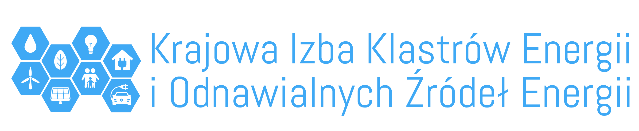 Krajowa Izba Klastrów Energii
i Odnawialnych Źródeł Energii